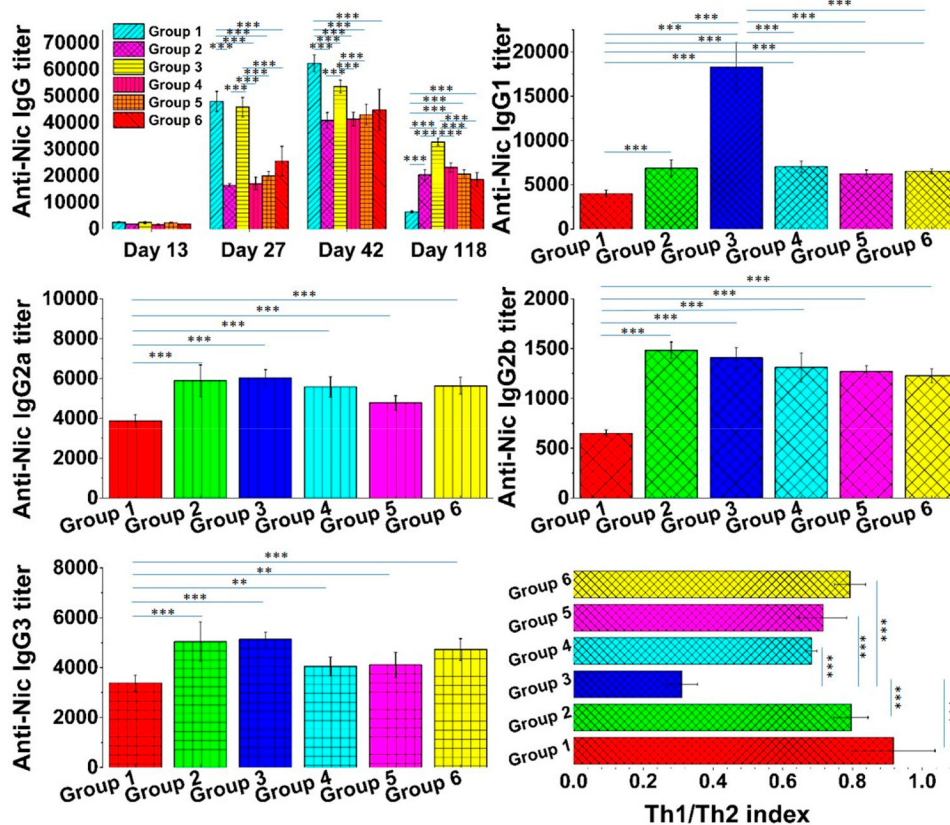 Anti-Nic IgG titer
70000
60000
50000
40000
30000
20000
10000
0
Group 1
Group 2
Group 3
Group 4
Group 5
Group 6
Day 13 Day 27 Day 42 Day 118
Anti-Nic IgG1 titer
20000
15000
10000
5000
0
Group 1 Group 2 Group 3 Group 4 Group 5 Group 6
Anti-Nic IgG2a titer
10000
8000
6000
4000
2000
0
Group 1 Group 2 Group 3 Group 4 Group 5 Group 6
Anti-Nic IgG2b titer
2000
1500
1000
500
0
Group 1 Group 2 Group 3 Group 4 Group 5 Group 6
Anti-Nic IgG3 titer
8000
6000
4000
2000
0
Group 1 Group 2 Group 3 Group 4 Group 5 Group 6
Group 6
Group 5
Group 4
Group 3
Group 2
Group 1
0.0 0.2 0.4 0.6 0.8 1.0
Th1/Th2 index